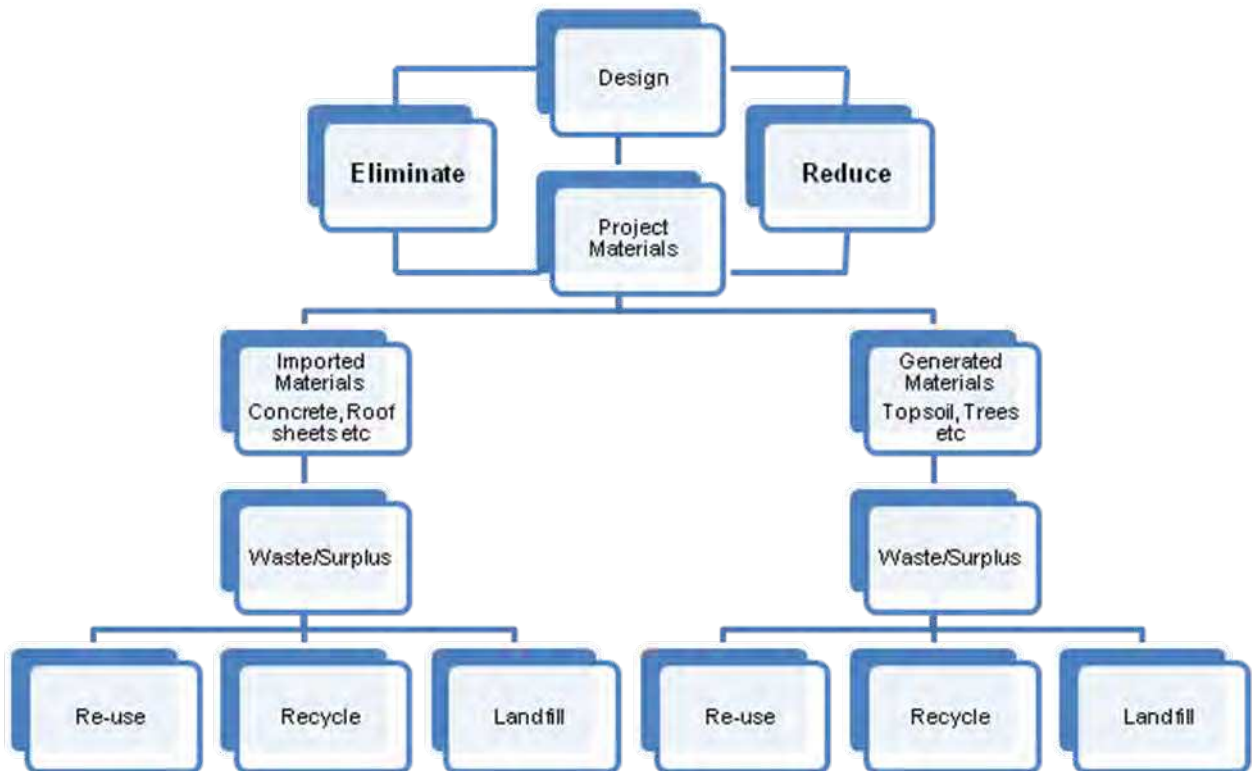 Design
Eliminate
Reduce
Project
Materials
Imported
Materials
Concrete, Roof
sheets etc
Generated
Materials
Topsoil, Trees
etc
Waste/Surplus
Waste/Surplus
Re-use
Recycle
Landfill
Re-use
Recycle
Landfill